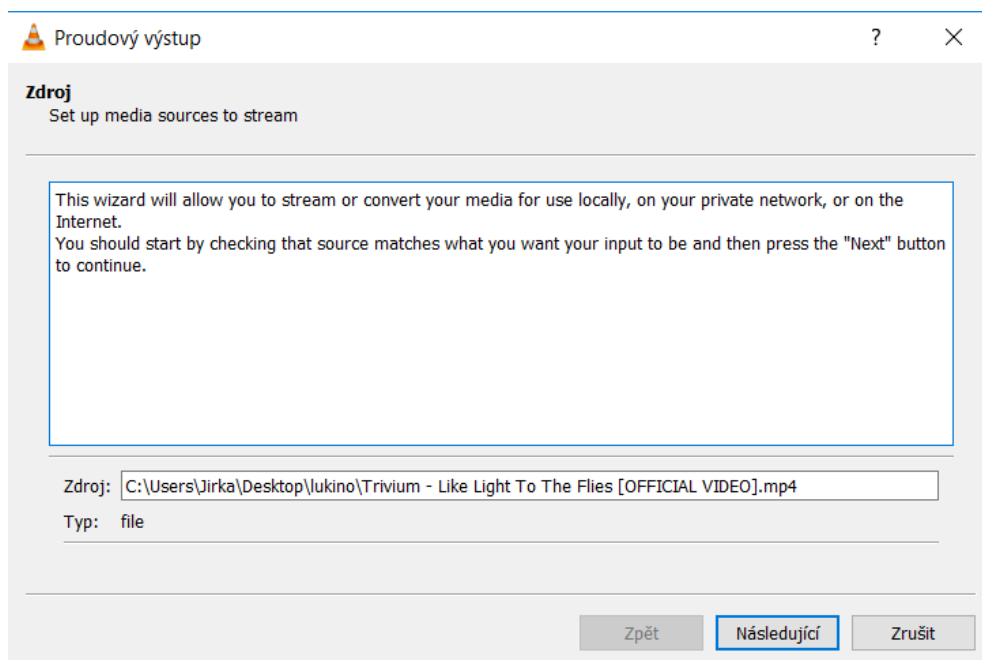 Proudový výstup
?
Zdroj
Set up media sources to stream
This wizard will allow you to stream or convert your media for use locally, on your private network, or on the
Internet.
You should start by checking that source matches what you want your input to be and then press the "Next" button
to continue.
Zdroj: C:\Users\Jirka\Desktop\lukino\Trivium - Like Light To The Flies [OFFICIAL VIDEO].mp4
Typ: file
Zpět Následující Zrušit